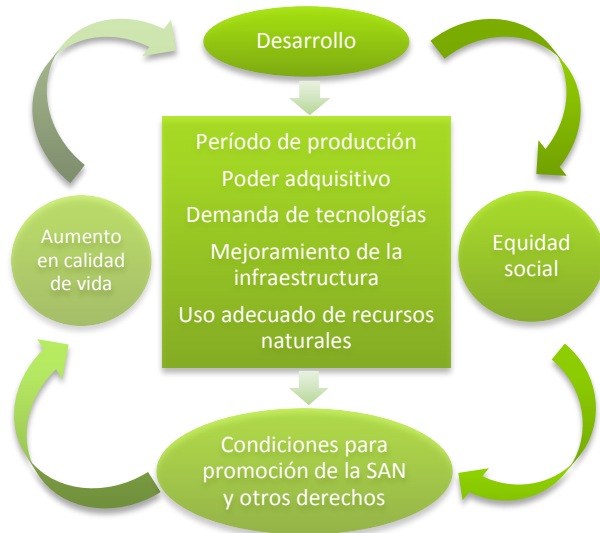 Desarrollo
Período de producción
Poder adquisitivo
Demanda de tecnologías
Mejoramiento de la
infraestructura
Uso adecuado de recursos
naturales
Aumento
en calidad
de vida
Equidad
social
Condiciones para
promoción de la SAN
y otros derechos